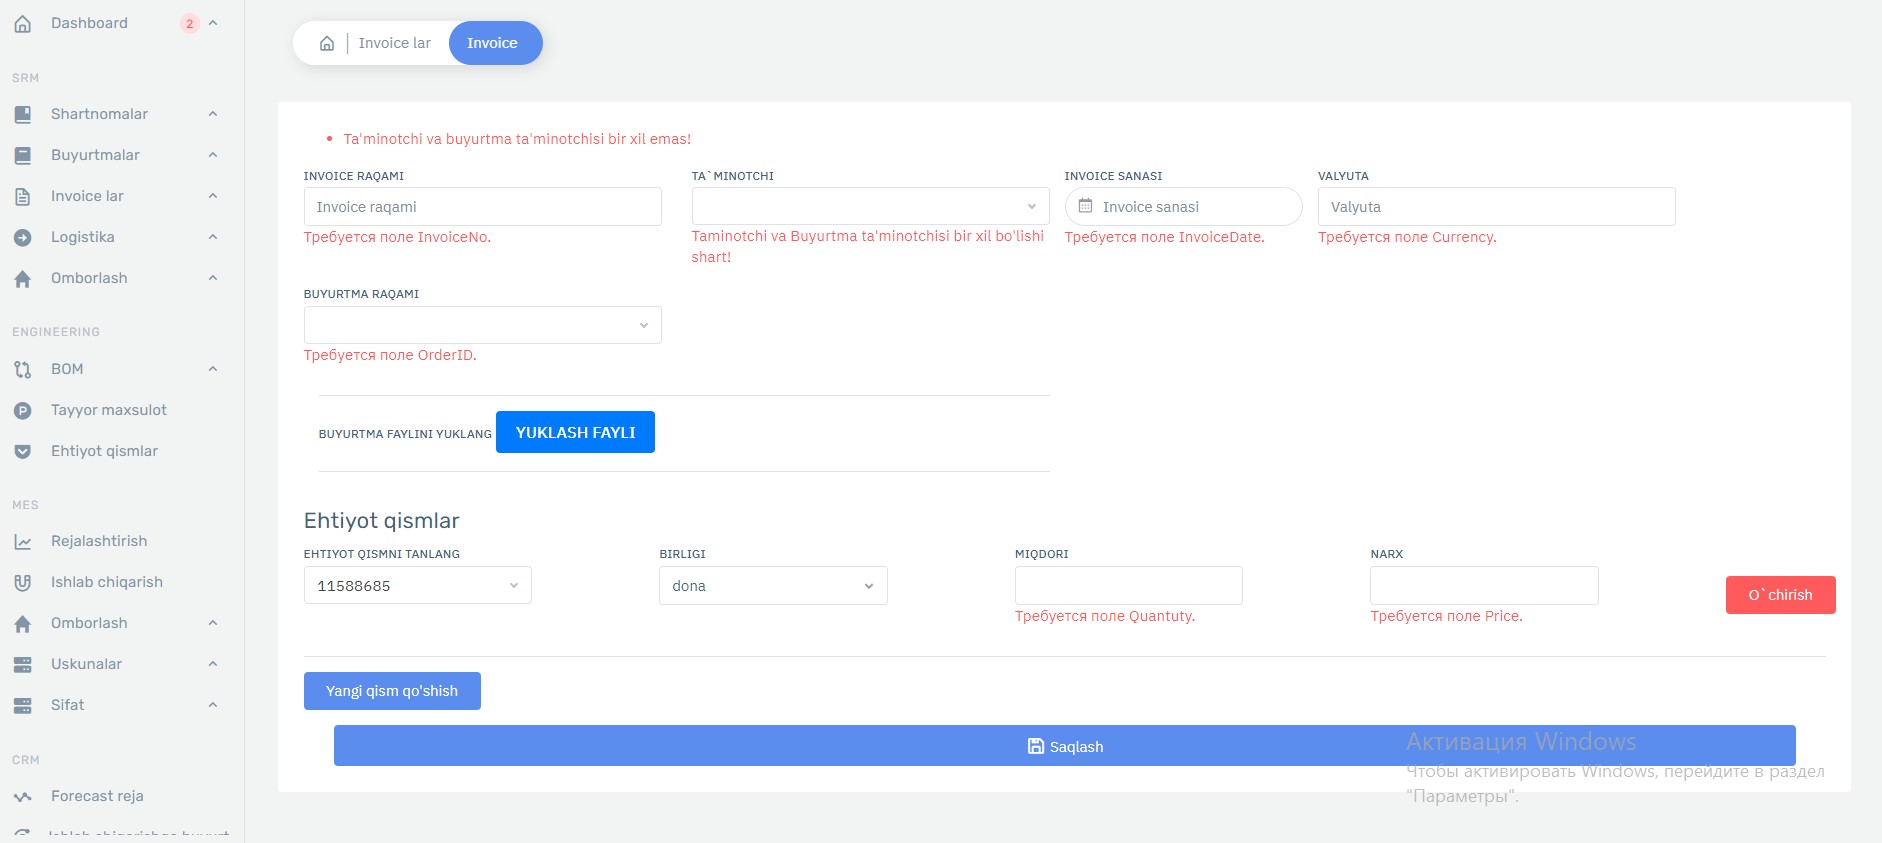 Dashboard 2
SRM
Shartnomalar
Buyurtmalar
Invoice lar
Logistika
Omborlash
ENGINEERING
BOM
Tayyor maxsulot
Ehtiyot qismlar
MES
Rejalashtirish
Ishlab chiqarish
Omborlash
Uskunalar
Sifat
CRM
Forecast reja
Invoice lar Invoice
Ta'minotchi va buyurtma ta'minotchisi bir xil emas!
INVOICE RAQAMI TA`MINOTCHI INVOICE SANASI VALYUTA
Invoice raqami Invoice sanasi Valyuta
Требуется поле InvoiceNo. Taminotchi va Buyurtma ta'minotchisi bir xil bo'lishi Требуется поле InvoiceDate. Требуется поле Currency.
shart!
BUYURTMA RAQAMI
Требуется поле OrderID.
BUYURTMA FAYLINI YUKLANG YUKLASH FAYLI
Ehtiyot qismlar
EHTIYOT QISMNI TANLANG BIRLIGI MIQDORI NARX
11588685 dona O`chirish
Требуется поле Quantuty. Требуется поле Price.
Yangi qism qo'shish
Saqlash
Активация Windows
Чтобы активировать Windows, перейдите в раздел
"Параметры".